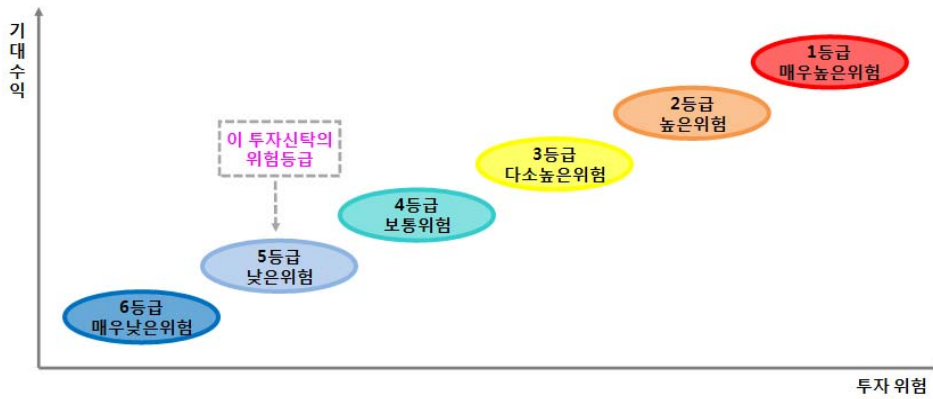 기
대
수
익
1등급
매우높은위험
2등급
높은위험
이 투자신탁의
위험등급
3등급
다소높은위험
4등급
보통위험
5등급
낮은위험
6등급
매우낮은위험
투자 위험